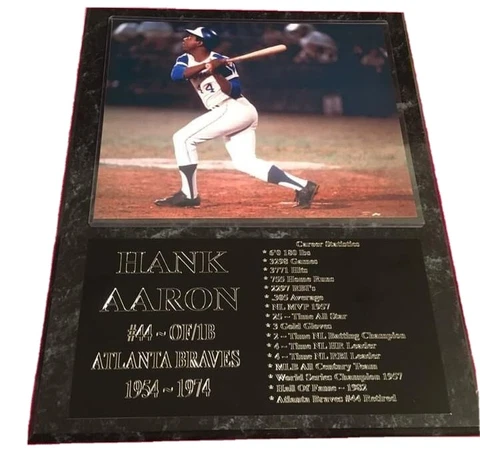 4
HANK
AARON
#44 ~ OF/1B
ATLANTA BRAVES
1954 ~ 1974
Career Statistics
* 6'0 180 lbs
* 3298 Games
* 3771 Hits
* 755 Home Runs
* 2297 RBI's
* .305 Average
* NL MVP 1957
* 25 ~ Time All Star
* 3 Gold Gloves
* 2 ~ Time NL Batting Champion
* 4 ~ Time NL HR Leader
* 4 ~ Time NL RBI Leader
* MLB All Century Team
* World Series Champion 1957
* Hall Of Fame ~ 1982
* Atlanta Braves #44 Retired